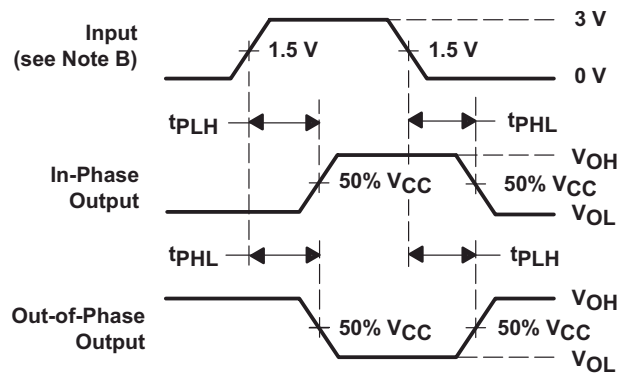 3 V
Input
(see Note B)
1.5 V
1.5 V
0 V
tPLH
tPHL
VOH
In-Phase
Output
50% VCC
50% VCC
VOL
tPHL
tPLH
VOH
Out-of-Phase
Output
50% VCC
50% VCC
VOL